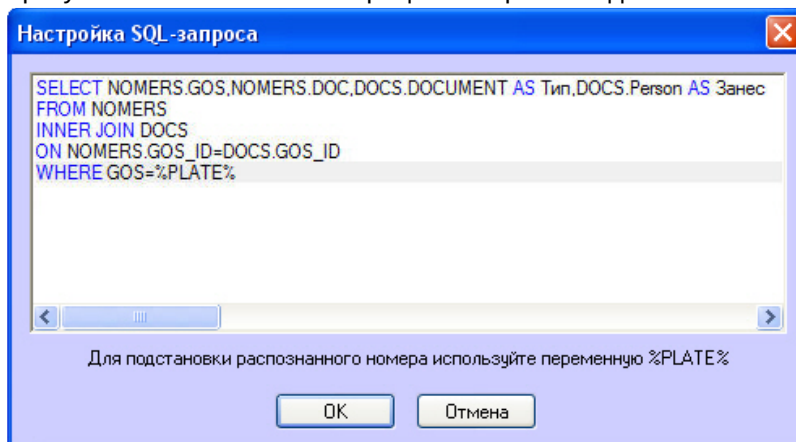 Настройка SQL-запроса
SELECT NOMERS.GOS,NOMERS.DOC,DOCS.DOCUMENT AS Тип,DOCS.Person AS Занес
FROM NOMERS
INNER JOIN DOCS
ON NOMERS.GOS_ID=DOCS.GOS_ID
WHERE GOS=%PLATE%
Для подстановки распознанного номера используйте переменную %PLATE%
OK Отмена